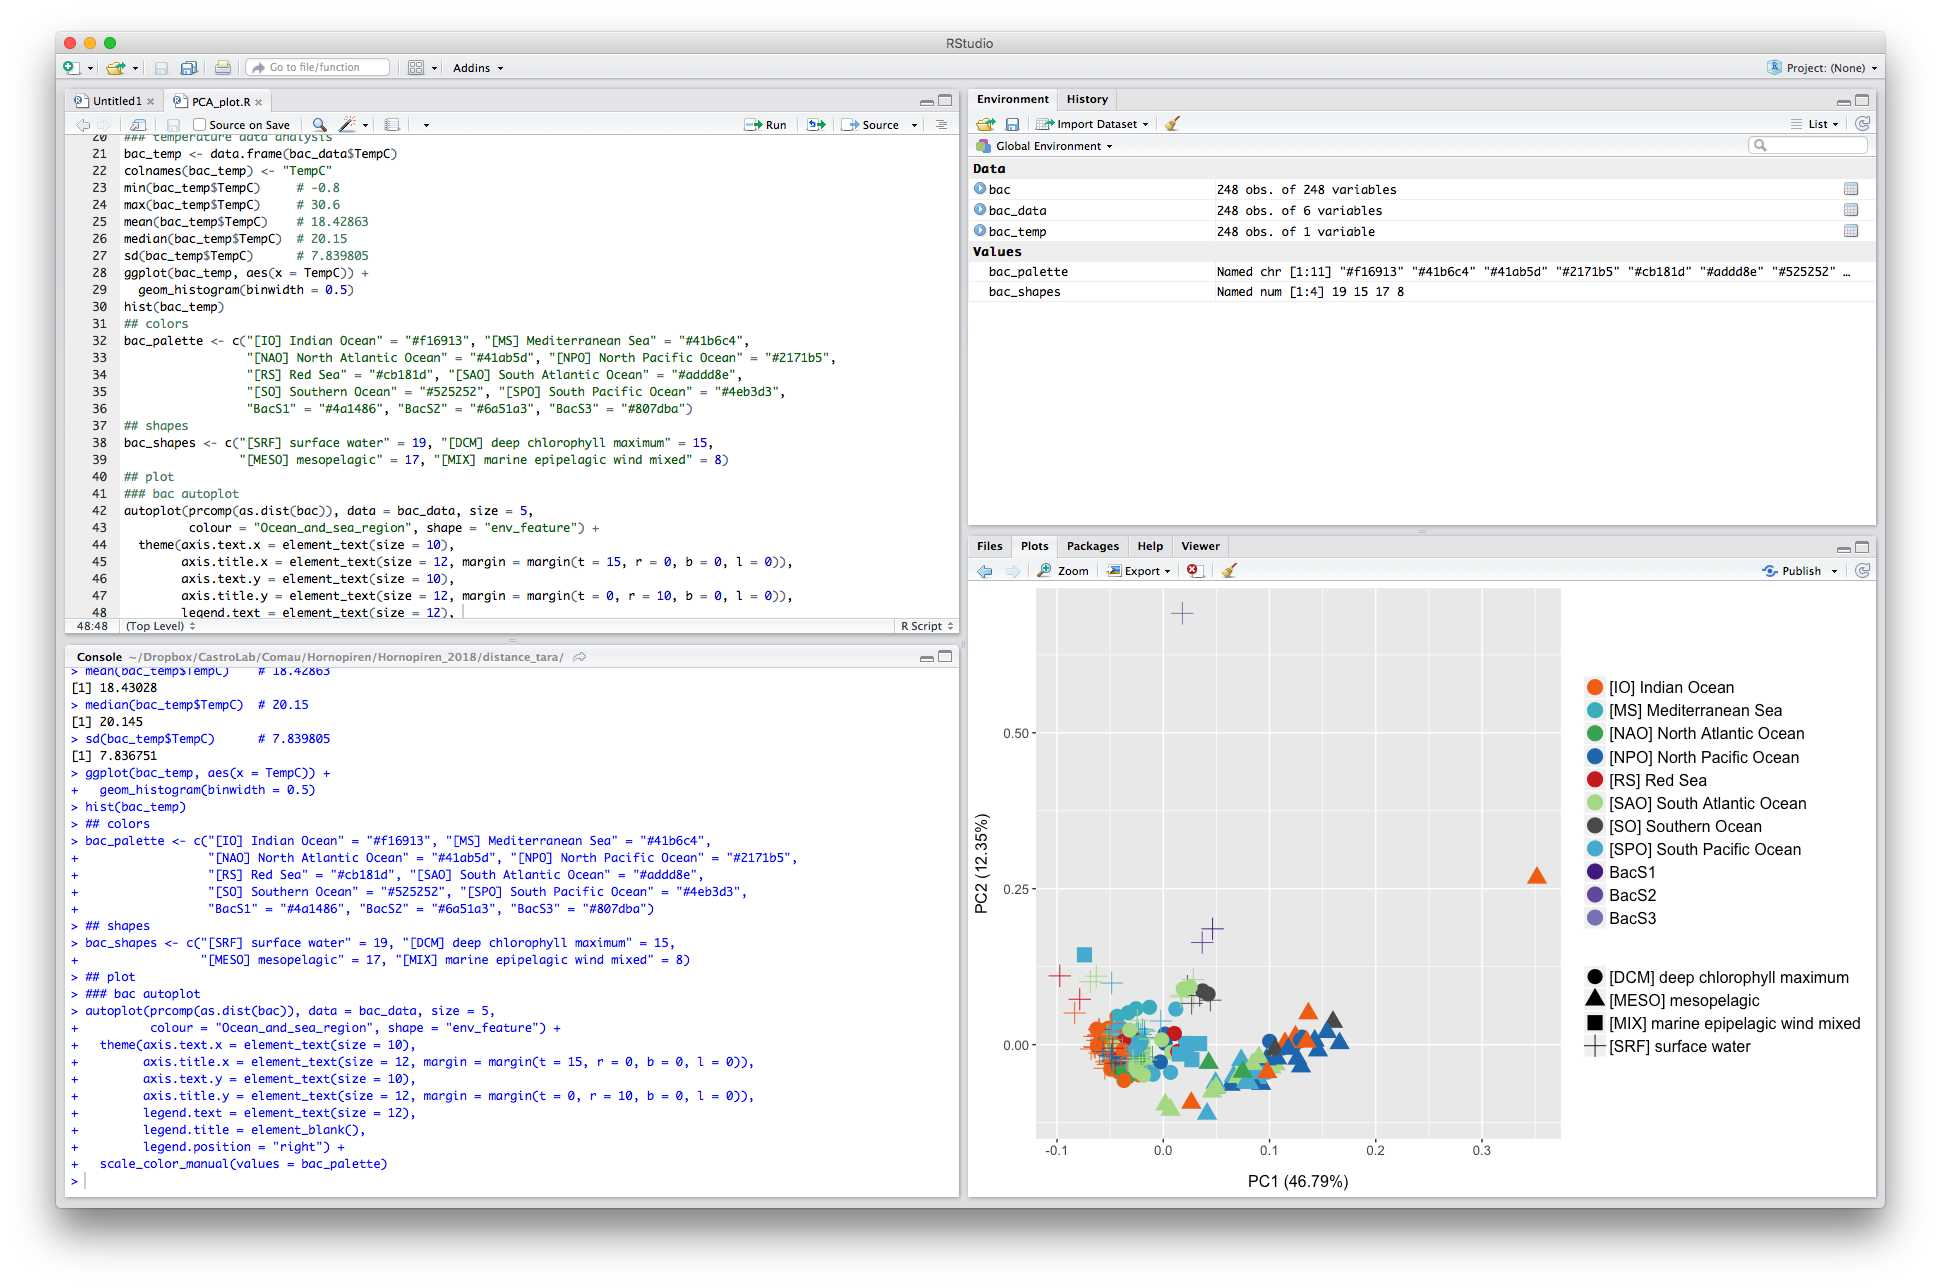 RStudio
Go to file/function
Addins
Project: (None)
Untitled1
PCA_plot.R
Source on Save
Run
Source
20 ### temperature data analysis
21 bac_temp <- data.frame(bac_data$TempC)
22 colnames(bac_temp) <- "TempC"
23 min(bac_temp$TempC)     # -0.8
24 max(bac_temp$TempC)     # 30.6
25 mean(bac_temp$TempC)    # 18.42863
26 median(bac_temp$TempC)  # 20.15
27 sd(bac_temp$TempC)      # 7.839805
28 ggplot(bac_temp, aes(x = TempC)) +
29   geom_histogram(binwidth = 0.5)
30 hist(bac_temp)
31 ## colors
32 bac_palette <- c("[IO] Indian Ocean" = "#f16913", "[MS] Mediterranean Sea" = "#41b6c4",
33                  "[NAO] North Atlantic Ocean" = "#41ab5d", "[NPO] North Pacific Ocean" = "#2171b5",
34                  "[RS] Red Sea" = "#cb181d", "[SAO] South Atlantic Ocean" = "#addd8e",
35                  "[SO] Southern Ocean" = "#525252", "[SPO] South Pacific Ocean" = "#4eb3d3",
36                  "BacS1" = "#4a1486", "BacS2" = "#6a51a3", "BacS3" = "#807dba")
37 ## shapes
38 bac_shapes <- c("[SRF] surface water" = 19, "[DCM] deep chlorophyll maximum" = 15,
39                 "[MESO] mesopelagic" = 17, "[MIX] marine epipelagic wind mixed" = 8)
40 ## plot
41 ### bac autoplot
42 autoplot(prcomp(as.dist(bac)), data = bac_data, size = 5,
43          colour = "Ocean_and_sea_region", shape = "env_feature") +
44   theme(axis.text.x = element_text(size = 10),
45         axis.title.x = element_text(size = 12, margin = margin(t = 15, r = 0, b = 0, l = 0)),
46         axis.text.y = element_text(size = 10),
47         axis.title.y = element_text(size = 12, margin = margin(t = 0, r = 10, b = 0, l = 0)),
48         legend.text = element_text(size = 12),
48:48 (Top Level) R Script
Console ~/Dropbox/CastroLab/Comau/Hornopiren/Hornopiren_2018/distance_tara/
> mean(bac_temp$TempC)    # 18.42863
[1] 18.43028
> median(bac_temp$TempC)  # 20.15
[1] 20.145
> sd(bac_temp$TempC)      # 7.839805
[1] 7.836751
> ggplot(bac_temp, aes(x = TempC)) +
+   geom_histogram(binwidth = 0.5)
> hist(bac_temp)
> ## colors
> bac_palette <- c("[IO] Indian Ocean" = "#f16913", "[MS] Mediterranean Sea" = "#41b6c4",
+                  "[NAO] North Atlantic Ocean" = "#41ab5d", "[NPO] North Pacific Ocean" = "#2171b5",
+                  "[RS] Red Sea" = "#cb181d", "[SAO] South Atlantic Ocean" = "#addd8e",
+                  "[SO] Southern Ocean" = "#525252", "[SPO] South Pacific Ocean" = "#4eb3d3",
+                  "BacS1" = "#4a1486", "BacS2" = "#6a51a3", "BacS3" = "#807dba")
> ## shapes
> bac_shapes <- c("[SRF] surface water" = 19, "[DCM] deep chlorophyll maximum" = 15,
+                 "[MESO] mesopelagic" = 17, "[MIX] marine epipelagic wind mixed" = 8)
> ## plot
> ### bac autoplot
> autoplot(prcomp(as.dist(bac)), data = bac_data, size = 5,
+          colour = "Ocean_and_sea_region", shape = "env_feature") +
+   theme(axis.text.x = element_text(size = 10),
+         axis.title.x = element_text(size = 12, margin = margin(t = 15, r = 0, b = 0, l = 0)),
+         axis.text.y = element_text(size = 10),
+         axis.title.y = element_text(size = 12, margin = margin(t = 0, r = 10, b = 0, l = 0)),
+         legend.text = element_text(size = 12),
+         legend.title = element_blank(),
+         legend.position = "right") +
+   scale_color_manual(values = bac_palette)
>
Environment History
Import Dataset
List
Global Environment
Data
bac 248 obs. of 248 variables
bac_data 248 obs. of 6 variables
bac_temp 248 obs. of 1 variable
Values
bac_palette Named chr [1:11] "#f16913" "#41b6c4" "#41ab5d" "#2171b5" "#cb181d" "#addd8e" "#525252" …
bac_shapes Named num [1:4] 19 15 17 8
Files Plots Packages Help Viewer
Zoom Export Publish
0.50
0.25
0.00
PC2 (12.35%)
-0.1 0.0 0.1 0.2 0.3
PC1 (46.79%)
[IO] Indian Ocean
[MS] Mediterranean Sea
[NAO] North Atlantic Ocean
[NPO] North Pacific Ocean
[RS] Red Sea
[SAO] South Atlantic Ocean
[SO] Southern Ocean
[SPO] South Pacific Ocean
BacS1
BacS2
BacS3
[DCM] deep chlorophyll maximum
[MESO] mesopelagic
[MIX] marine epipelagic wind mixed
[SRF] surface water